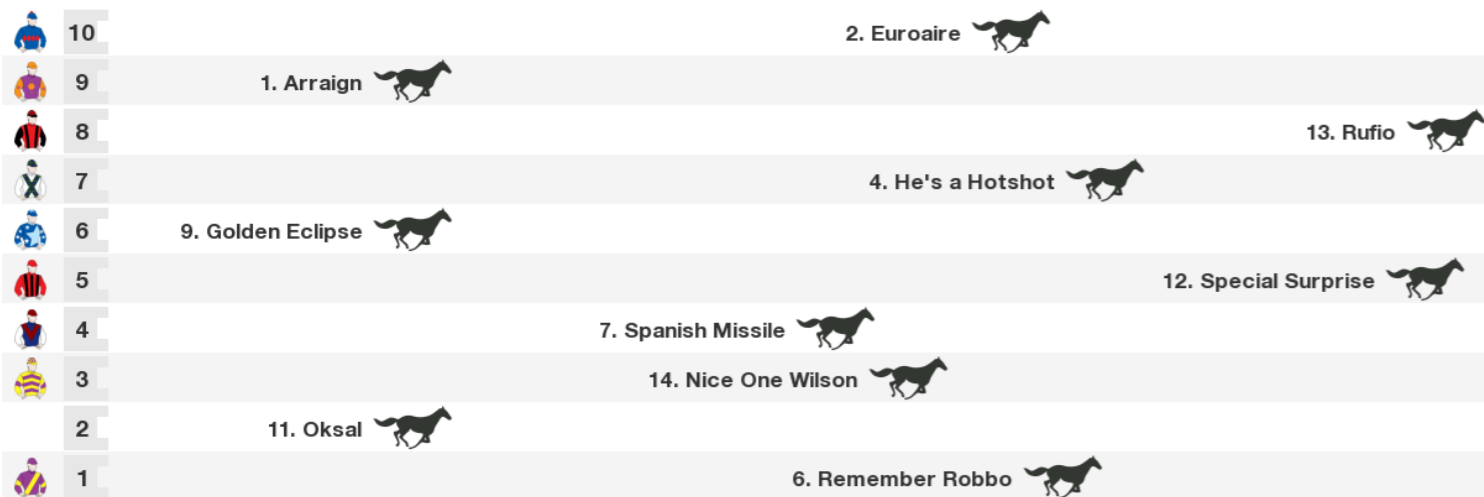 10 2. Euroaire
9 1. Arraign
8 13. Rufio
7 4. He's a Hotshot
6 9. Golden Eclipse
5 12. Special Surprise
4 7. Spanish Missile
3 14. Nice One Wilson
2 11. Oksal
1 6. Remember Robbo